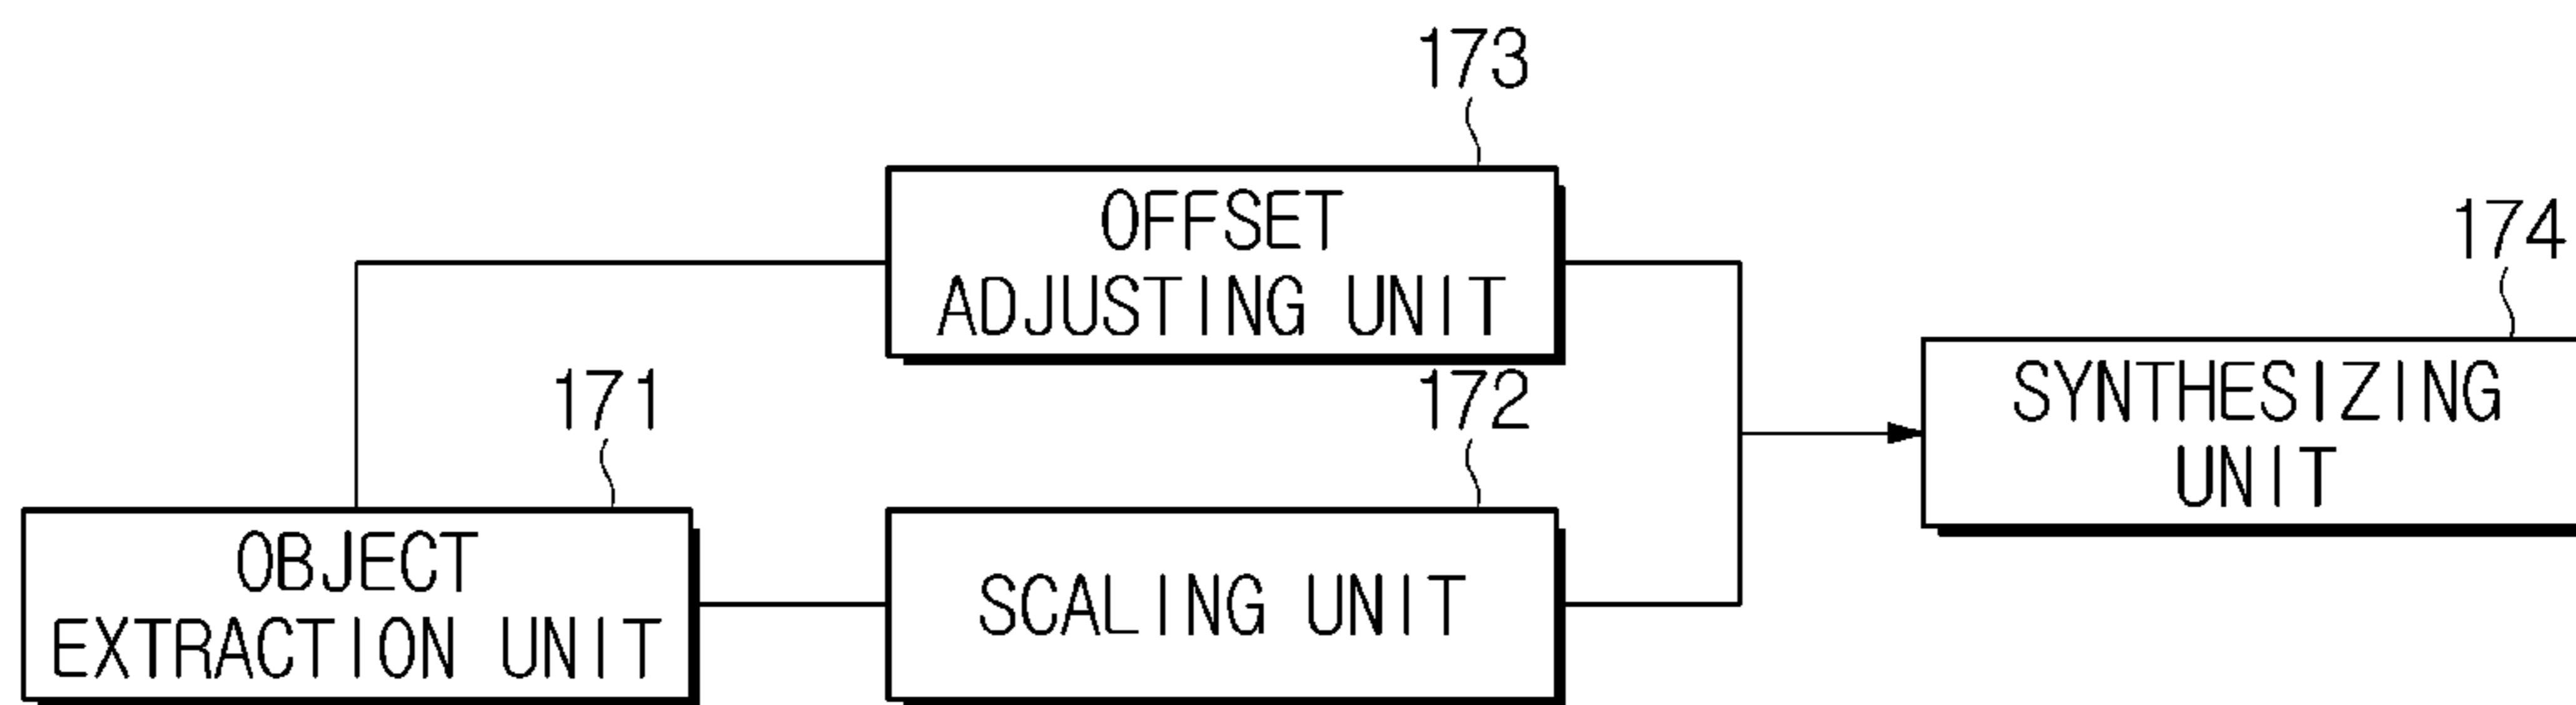 173
OFFSET
ADJUSTING UNIT
174
SYNTHESIZING
UNIT
171
OBJECT
EXTRACTION UNIT
172
SCALING UNIT